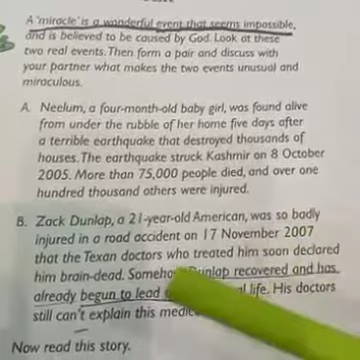 A 'miracle' is a wonderful event that seems impossible,
and is believed to be caused by God. Look at these
two real events. Then form a pair and discuss with
your partner what makes the two events unusual and
miraculous.
A. Neelum, a four-month-old baby girl, was found alive
from under the rubble of her home five days after
a terrible earthquake that destroyed thousands of
houses. The earthquake struck Kashmir on 8 October
2005. More than 75,000 people died, and over one
hundred thousand others were injured.
B. Zack Dunlap, a 21-year-old American, was so badly
injured in a road accident on 17 November 2007
that the Texan doctors who treated him soon declared
him brain-dead. Dunlap recovered and has
already begun to lead life. His doctors
still can't explain this
Now read this story.